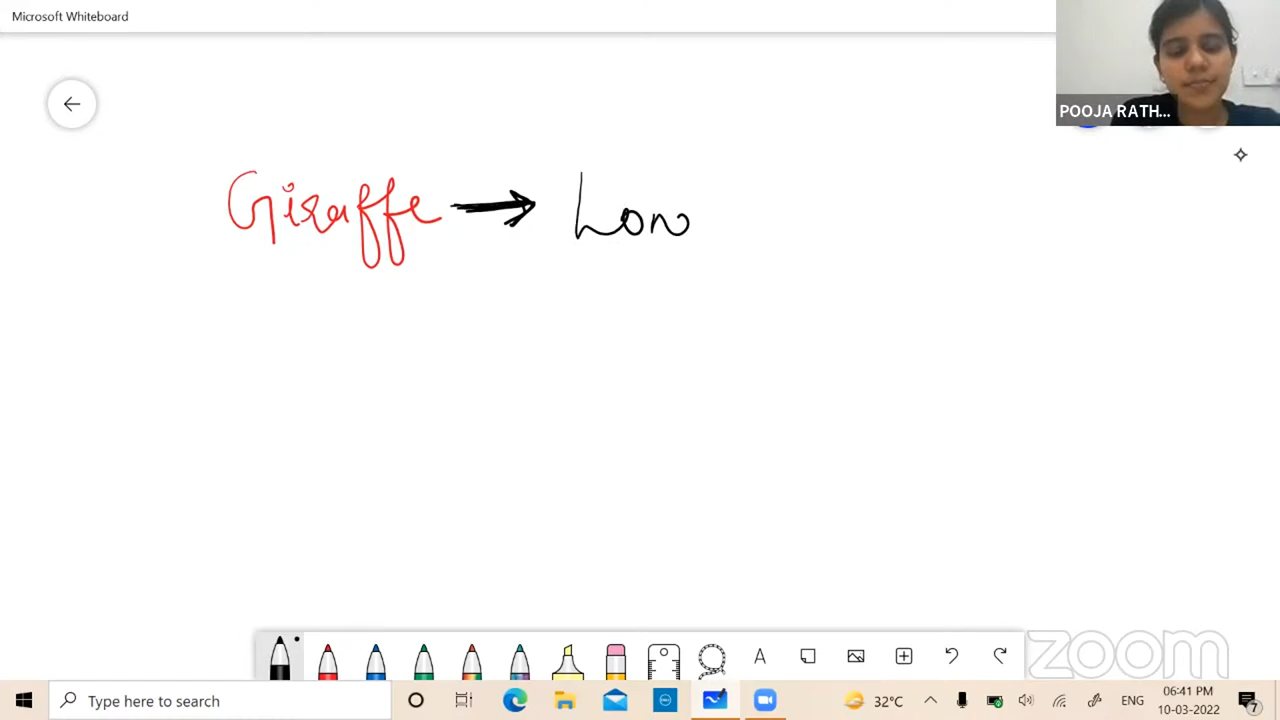 Microsoft Whiteboard
POOJA RATH...
Giraffe → Lon
A
zoom
Type here to search
32°C
ENG
06:41 PM
10-03-2022
7